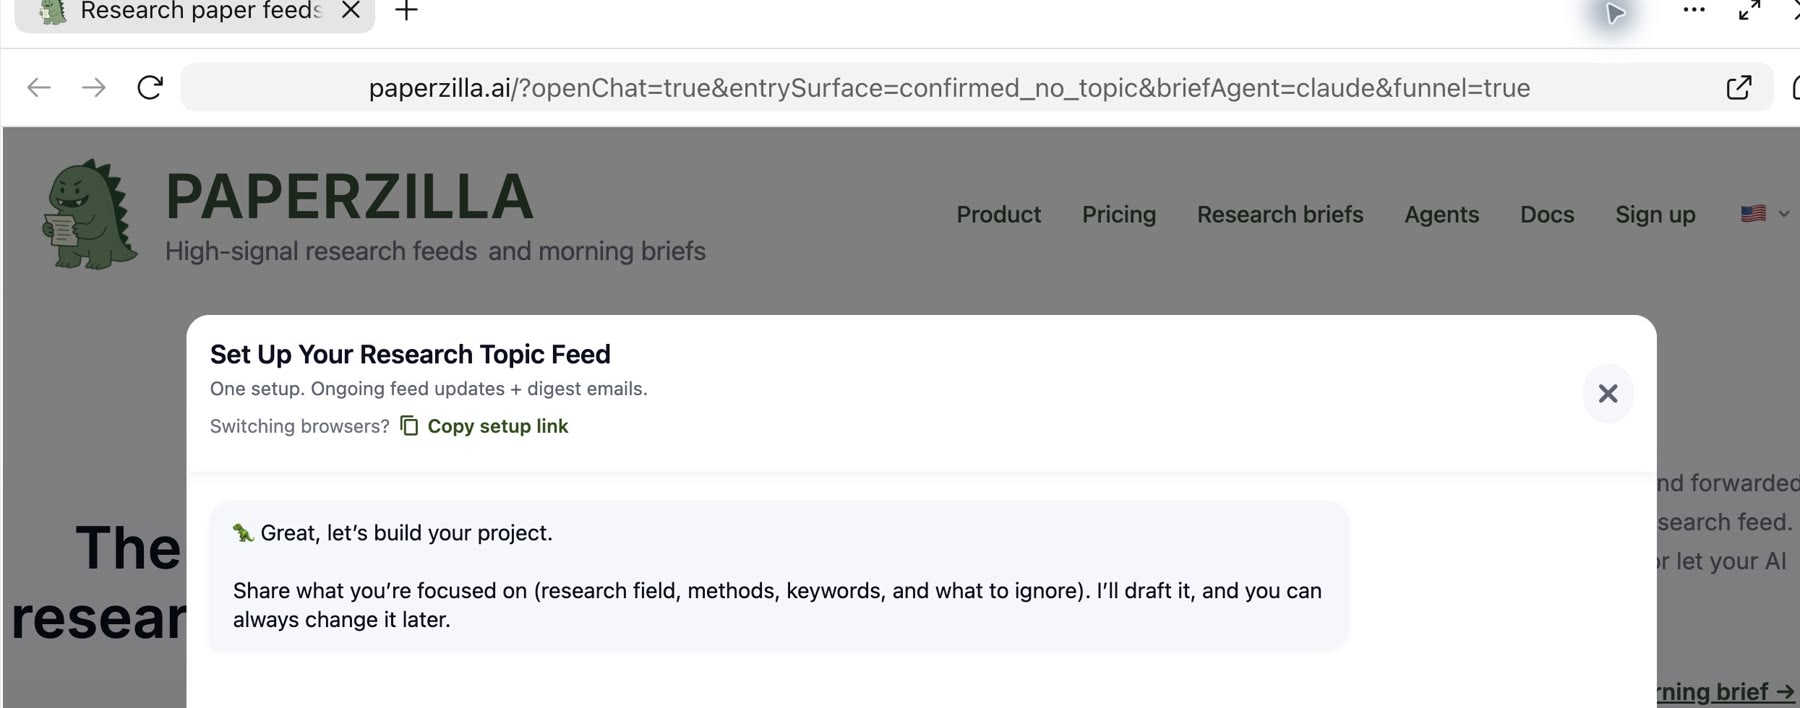 Research paper feeds
paperzilla.ai/?openChat=true&entrySurface=confirmed_no_topic&briefAgent=claude&funnel=true
PAPERZILLA
High-signal research feeds and morning briefs
Product Pricing Research briefs Agents Docs Sign up
Set Up Your Research Topic Feed
One setup. Ongoing feed updates + digest emails.
Switching browsers? Copy setup link
nd forwarded
search feed.
or let your AI
The
resear
Great, let’s build your project.
Share what you’re focused on (research field, methods, keywords, and what to ignore). I’ll draft it, and you can
always change it later.
rning brief →